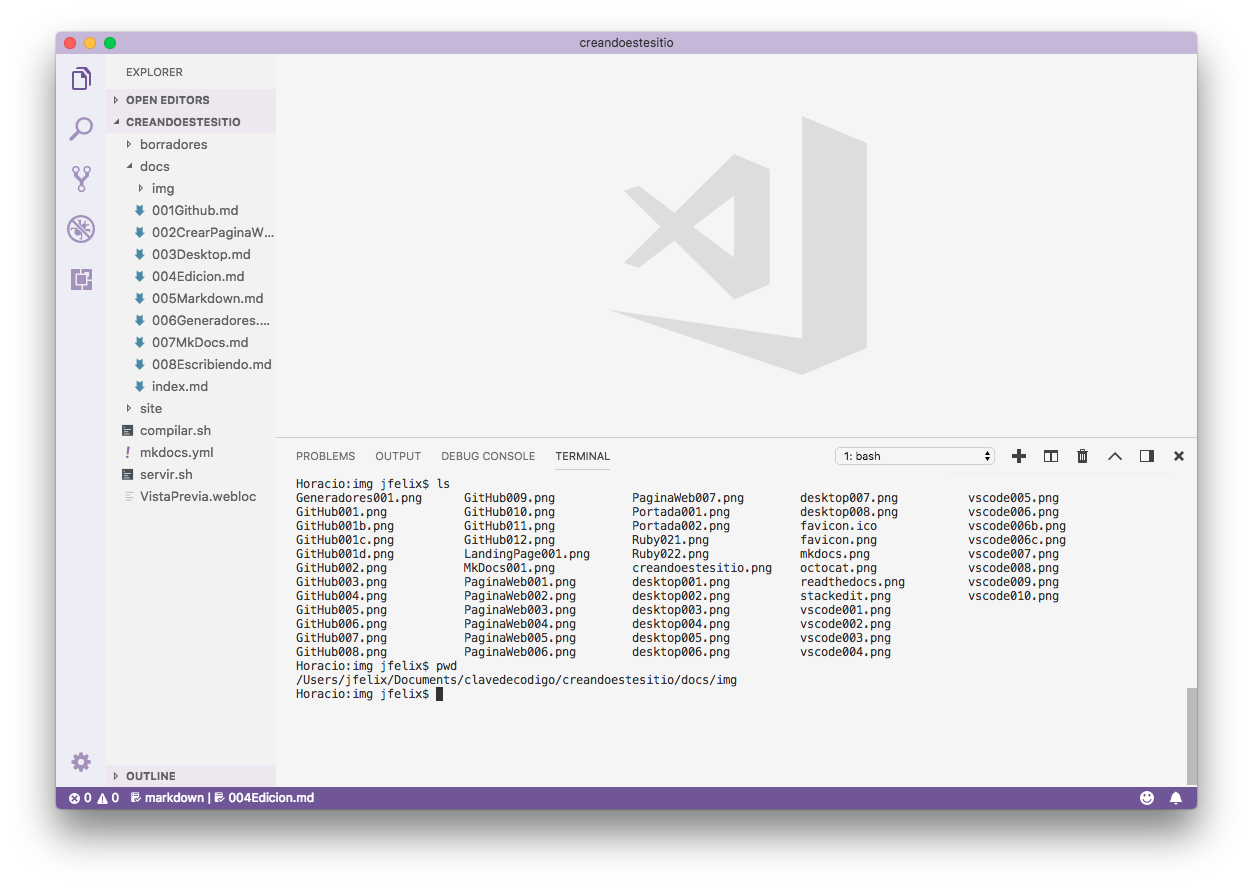 creandoestesitio
EXPLORER
OPEN EDITORS
CREANDOESTESITIO
borradores
docs
img
001Github.md
002CrearPaginaW...
003Desktop.md
004Edicion.md
005Markdown.md
006Generadores....
007MkDocs.md
008Escribiendo.md
index.md
site
compilar.sh
mkdocs.yml
servir.sh
VistaPrevia.webloc
OUTLINE
PROBLEMS OUTPUT DEBUG CONSOLE TERMINAL 1: bash
Horacio:img jfelix$ ls
Generadores001.png GitHub009.png PaginaWeb007.png desktop007.png vscode005.png
GitHub001.png GitHub010.png Portada001.png desktop008.png vscode006.png
GitHub001b.png GitHub011.png Portada002.png favicon.ico vscode006b.png
GitHub001c.png GitHub012.png Ruby021.png favicon.png vscode006c.png
GitHub001d.png LandingPage001.png Ruby022.png mkdocs.png vscode007.png
GitHub002.png MkDocs001.png creandoestesitio.png octocat.png vscode008.png
GitHub003.png PaginaWeb001.png desktop001.png readthedocs.png vscode009.png
GitHub004.png PaginaWeb002.png desktop002.png stackedit.png vscode010.png
GitHub005.png PaginaWeb003.png desktop003.png vscode001.png
GitHub006.png PaginaWeb004.png desktop004.png vscode002.png
GitHub007.png PaginaWeb005.png desktop005.png vscode003.png
GitHub008.png PaginaWeb006.png desktop006.png vscode004.png
Horacio:img jfelix$ pwd
/Users/jfelix/Documents/clavedecodigo/creandoestesitio/docs/img
Horacio:img jfelix$
0 0 markdown | 004Edicion.md